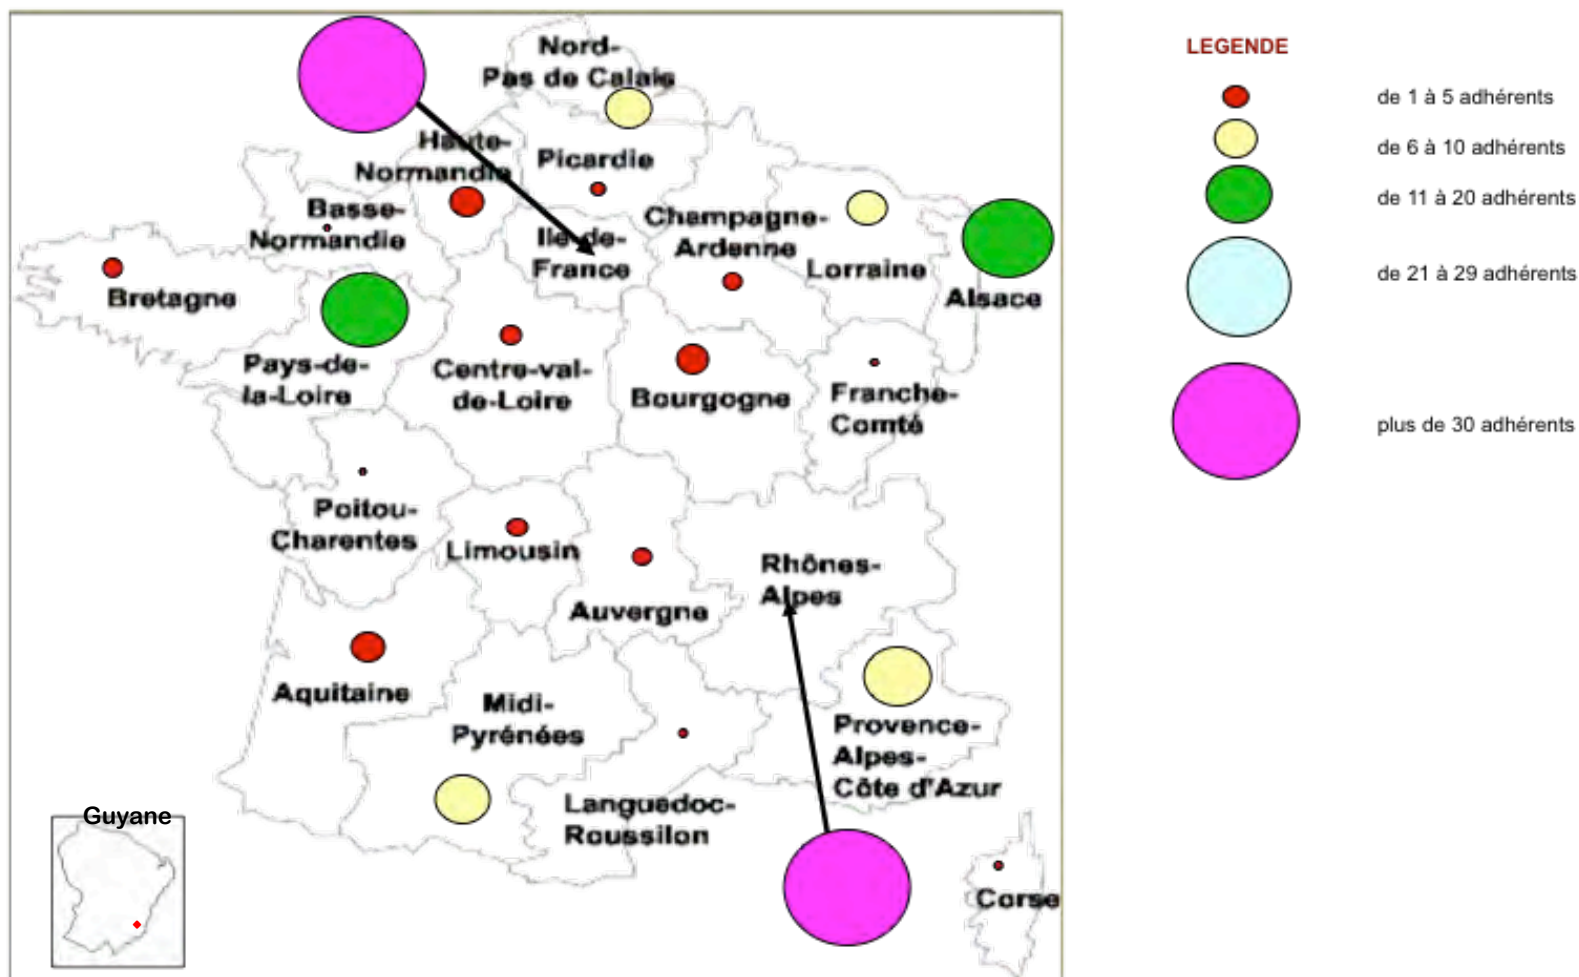 Nord-
Pas de Calais
Haute-
Normandie
Picardie
Basse-
Normandie
Ile-de-
France
Champagne-
Ardenne
Lorraine
Alsace
Bretagne
Pays-de-
la-Loire
Centre-val-
de-Loire
Bourgogne
Franche-
Comté
Poitou-
Charentes
Limousin
Auvergne
Rhônes-
Alpes
Aquitaine
Midi-
Pyrénées
Languedoc-
Roussilon
Provence-
Alpes-
Côte d'Azur
Corse
Guyane
LEGENDE
de 1 à 5 adhérents
de 6 à 10 adhérents
de 11 à 20 adhérents
de 21 à 29 adhérents
plus de 30 adhérents